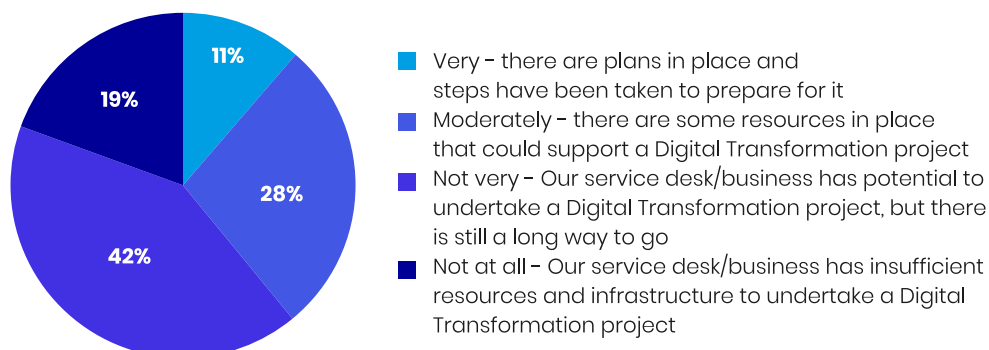 11%
28%
42%
19%
Very - there are plans in place and
steps have been taken to prepare for it
Moderately - there are some resources in place
that could support a Digital Transformation project
Not very - Our service desk/business has potential to
undertake a Digital Transformation project, but there
is still a long way to go
Not at all - Our service desk/business has insufficient
resources and infrastructure to undertake a Digital
Transformation project